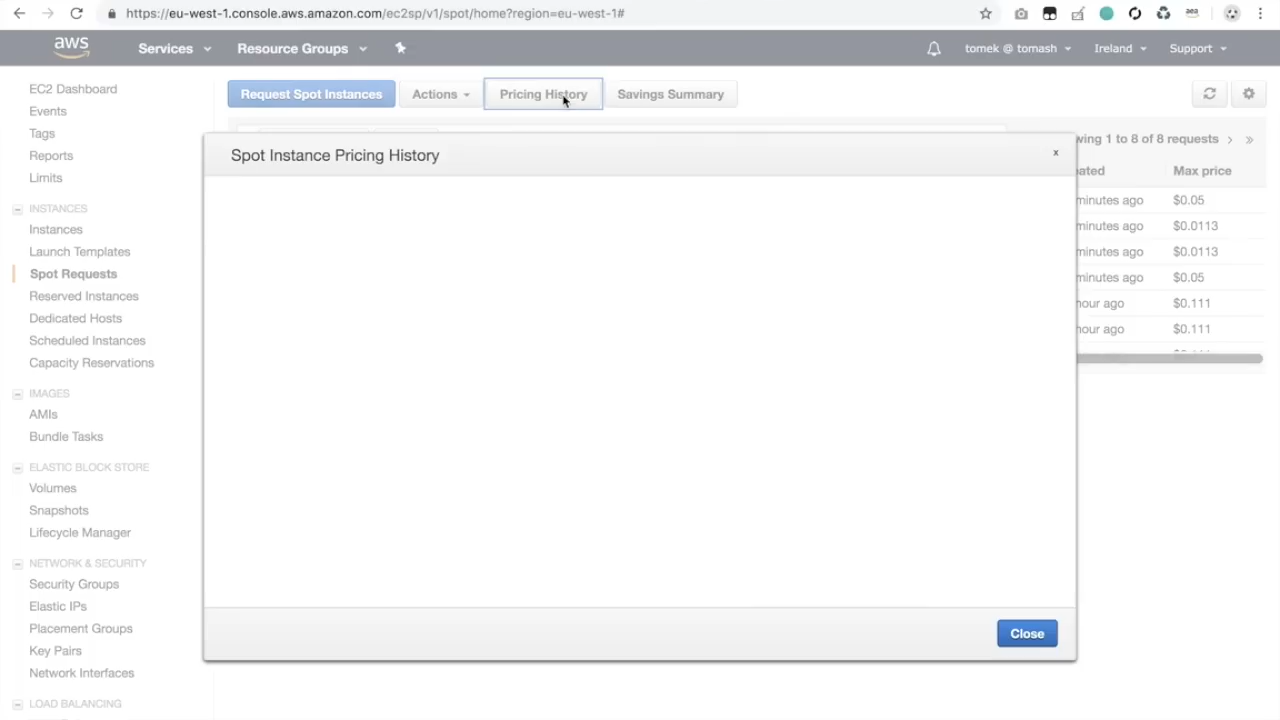 https://eu-west-1.console.aws.amazon.com/ec2sp/v1/spot/home?region=eu-west-1#
aws
Services
Resource Groups
tomek @ tomash
Ireland
Support
EC2 Dashboard
Events
Tags
Reports
Limits
INSTANCES
Instances
Launch Templates
Spot Requests
Reserved Instances
Dedicated Hosts
Scheduled Instances
Capacity Reservations
IMAGES
AMIs
Bundle Tasks
ELASTIC BLOCK STORE
Volumes
Snapshots
Lifecycle Manager
NETWORK & SECURITY
Security Groups
Elastic IPs
Placement Groups
Key Pairs
Network Interfaces
LOAD BALANCING
Request Spot Instances
Actions
Pricing History
Savings Summary
Spot Instance Pricing History
x
wing 1 to 8 of 8 requests
ated Max price
minutes ago $0.05
minutes ago $0.0113
minutes ago $0.0113
minutes ago $0.05
hour ago $0.111
hour ago $0.111
Close